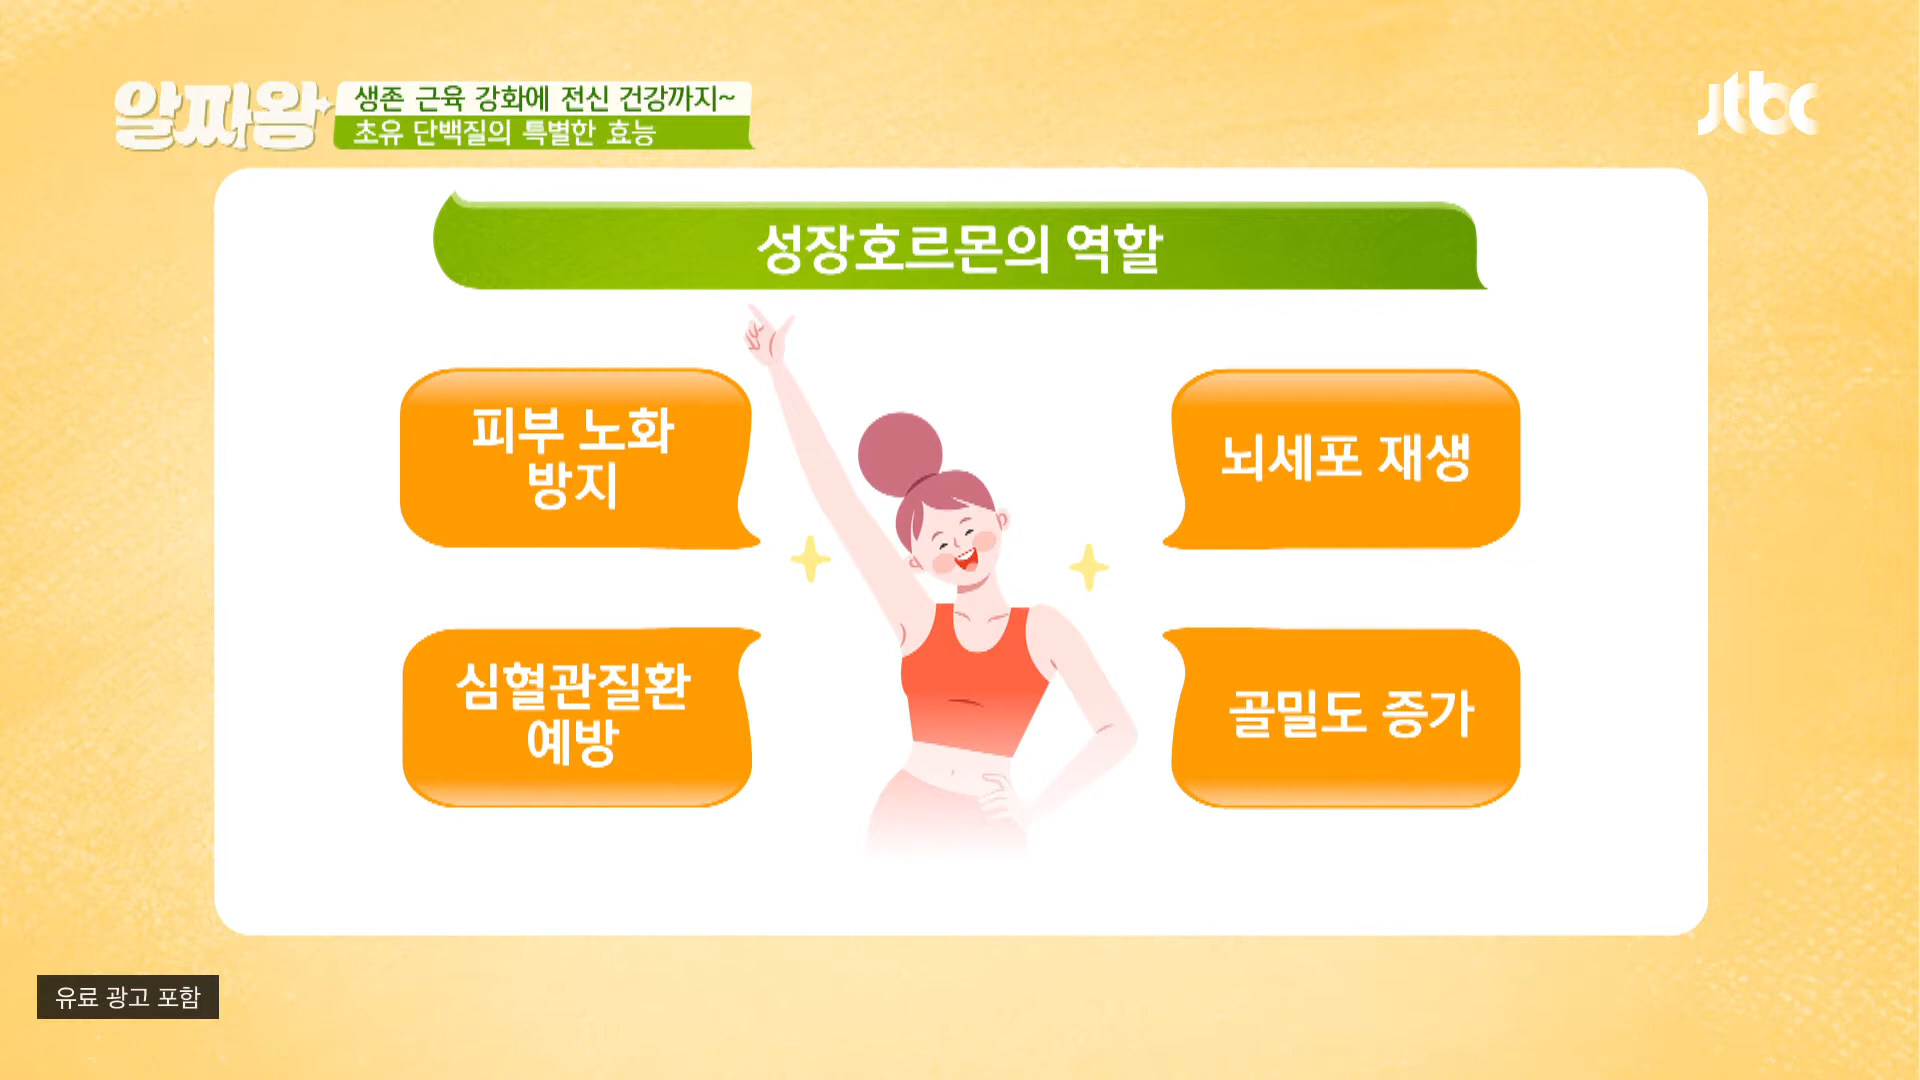 알짜왕
생존 근육 강화에 전신 건강까지~
초유 단백질의 특별한 효능
jtbc
성장호르몬의 역할
피부 노화
방지
뇌세포 재생
심혈관질환
예방
골밀도 증가
유료 광고 포함